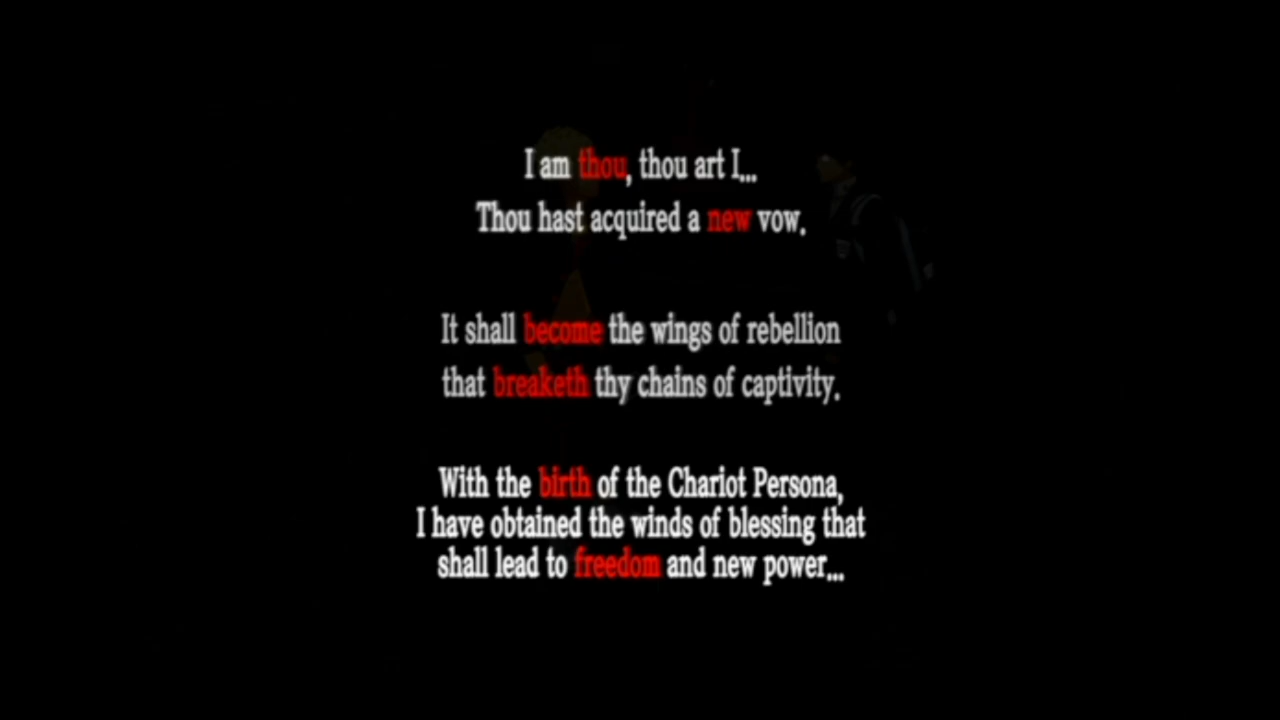 I am thou, thou art I...
Thou hast acquired a new vow.
It shall become the wings of rebellion
that breaketh thy chains of captivity.
With the birth of the Chariot Persona,
I have obtained the winds of blessing that
shall lead to freedom and new power...